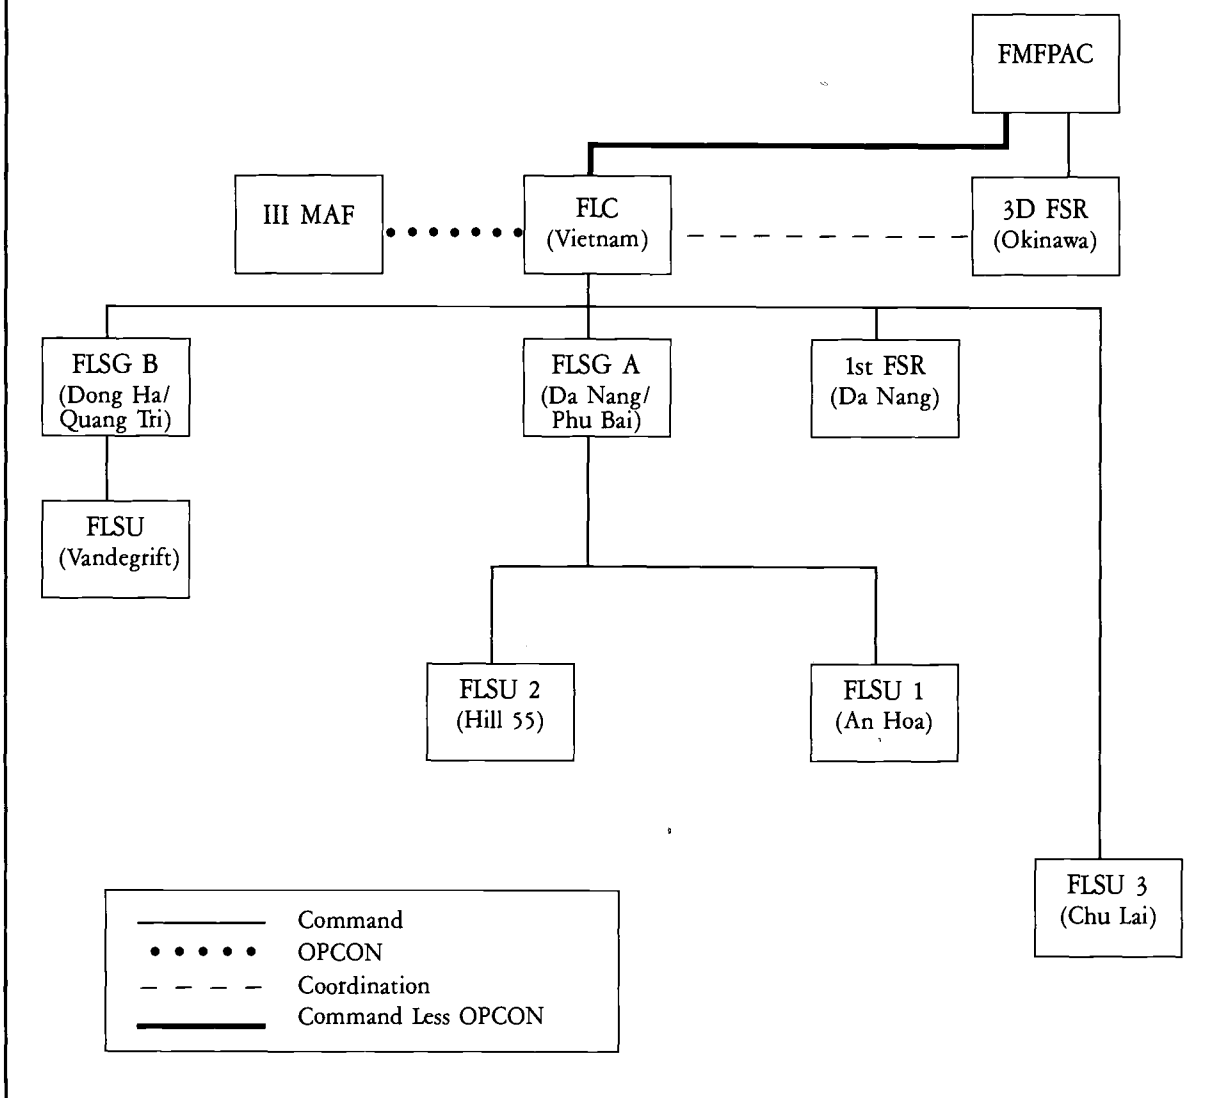 FMFPAC
III MAF
FLC
(Vietnam)
3D FSR
(Okinawa)
FLSG B
(Dong Ha/
Quang Tri)
FLSG A
(Da Nang/
Phu Bai)
1st FSR
(Da Nang)
FLSU
(Vandegrift)
FLSU 2
(Hill 55)
FLSU 1
(An Hoa)
FLSU 3
(Chu Lai)
Command
OPCON
Coordination
Command Less OPCON